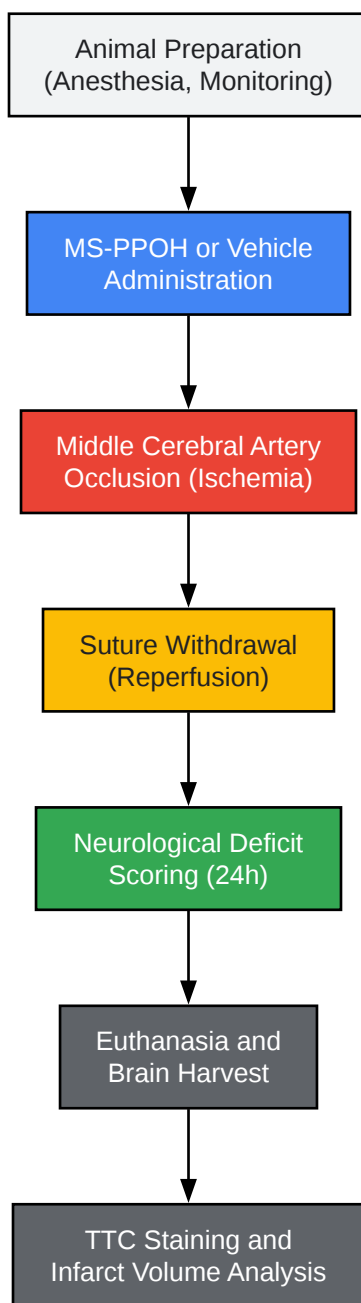 Animal Preparation
(Anesthesia, Monitoring)
MS-PPOH or Vehicle
Administration
Middle Cerebral Artery
Occlusion (Ischemia)
Suture Withdrawal
(Reperfusion)
Neurological Deficit
Scoring (24h)
Euthanasia and
Brain Harvest
TTC Staining and
Infarct Volume Analysis